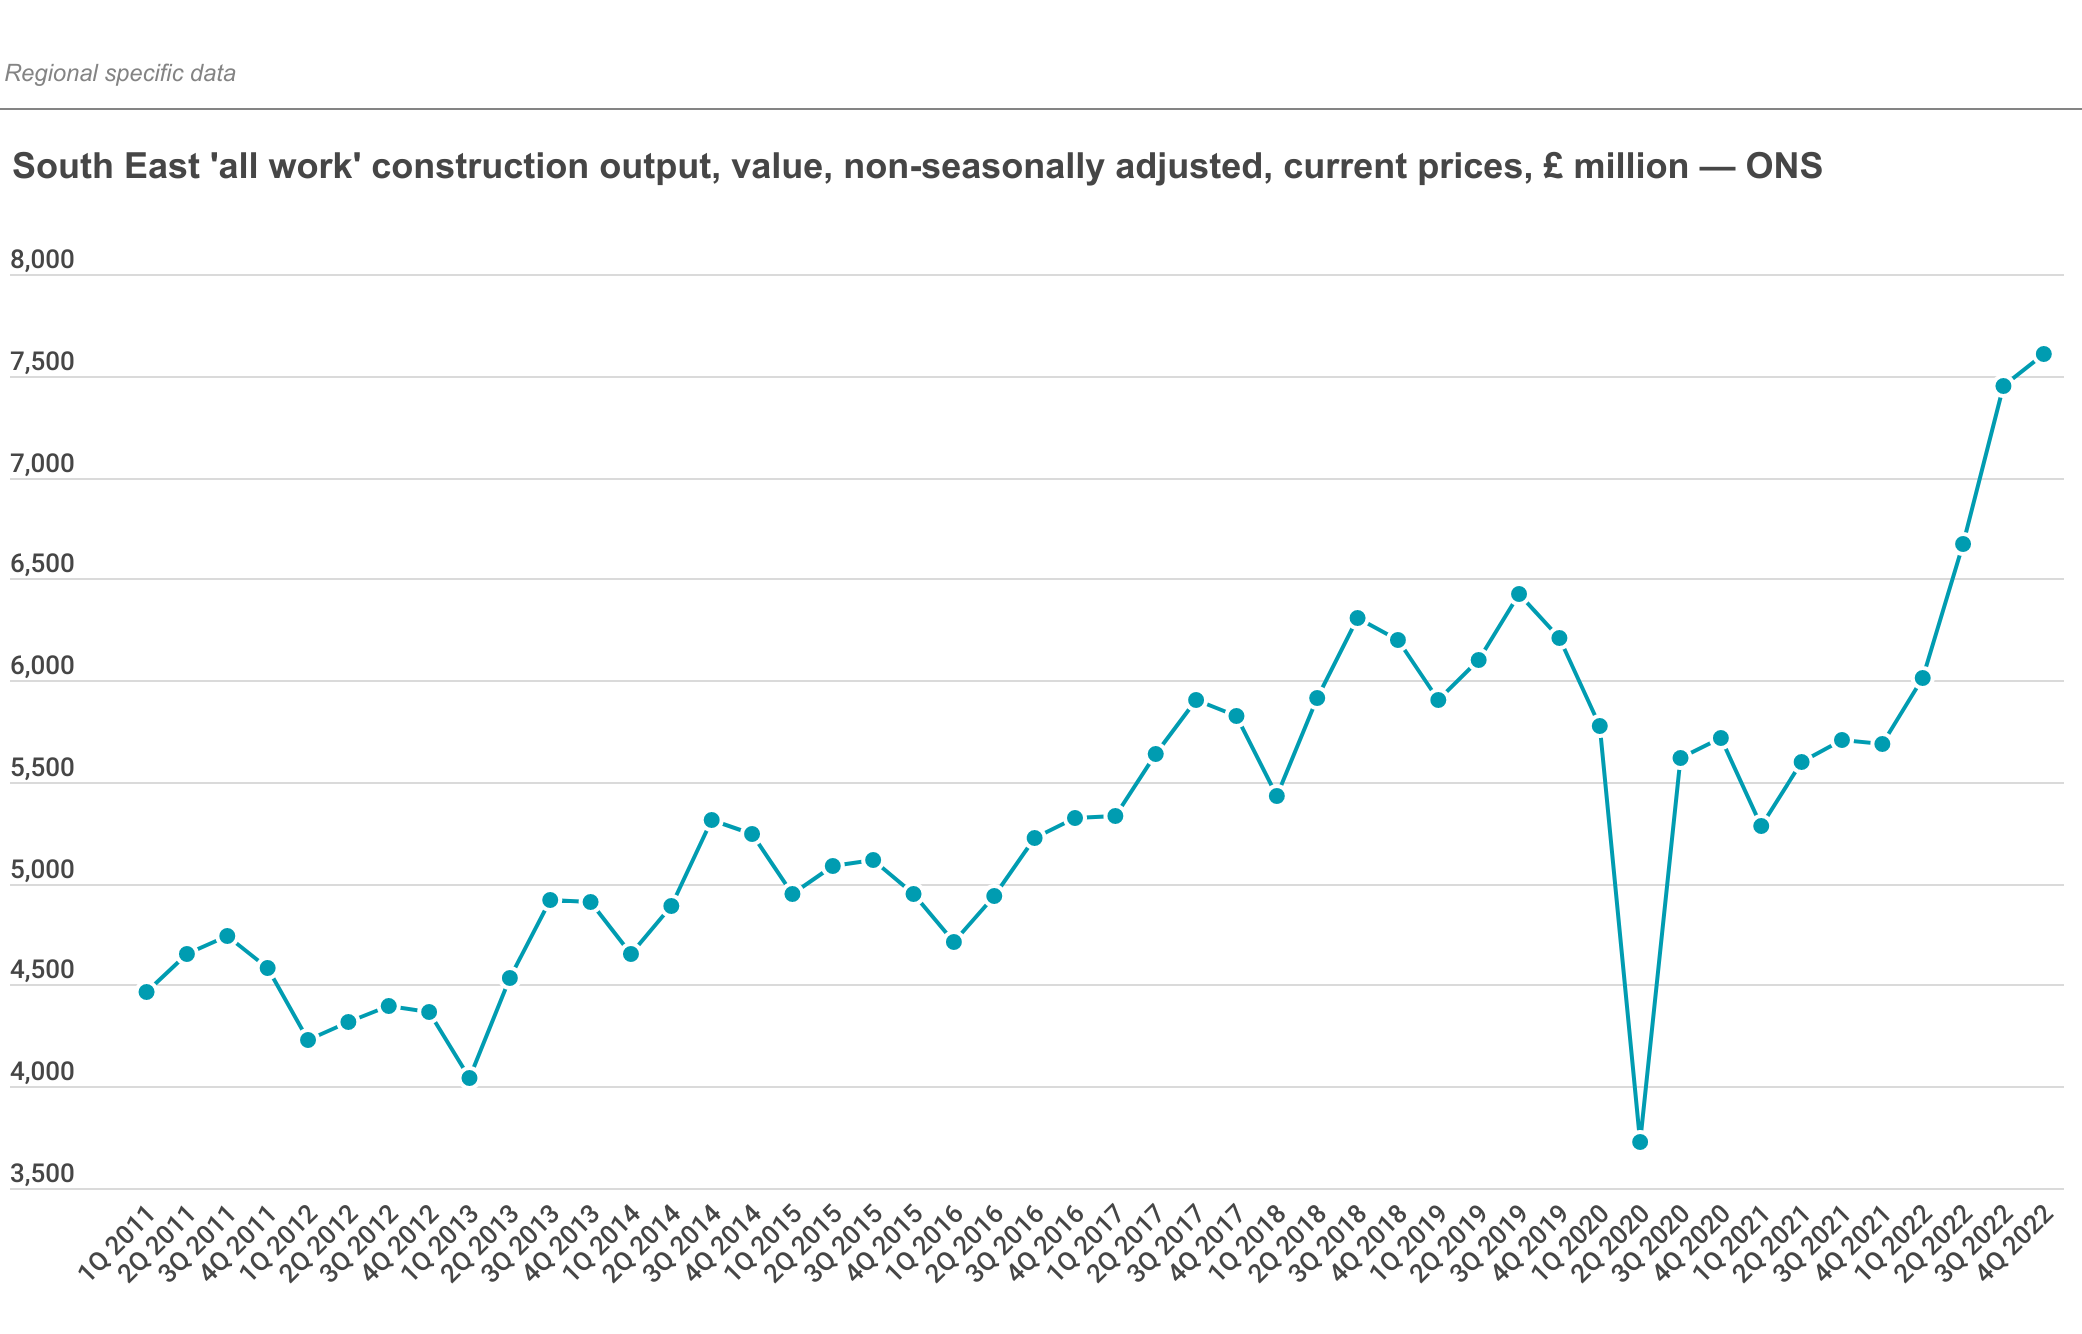 Regional specific data
South East 'all work' construction output, value, non-seasonally adjusted, current prices, £ million — ONS
8,000
7,500
7,000
6,500
6,000
5,500
5,000
4,500
4,000
3,500
1Q 2011
2Q 2011
3Q 2011
4Q 2011
1Q 2012
2Q 2012
3Q 2012
4Q 2012
1Q 2013
2Q 2013
3Q 2013
4Q 2013
1Q 2014
2Q 2014
3Q 2014
4Q 2014
1Q 2015
2Q 2015
3Q 2015
4Q 2015
1Q 2016
2Q 2016
3Q 2016
4Q 2016
1Q 2017
2Q 2017
3Q 2017
4Q 2017
1Q 2018
2Q 2018
3Q 2018
4Q 2018
1Q 2019
2Q 2019
3Q 2019
4Q 2019
1Q 2020
2Q 2020
3Q 2020
4Q 2020
1Q 2021
2Q 2021
3Q 2021
4Q 2021
1Q 2022
2Q 2022
3Q 2022
4Q 2022